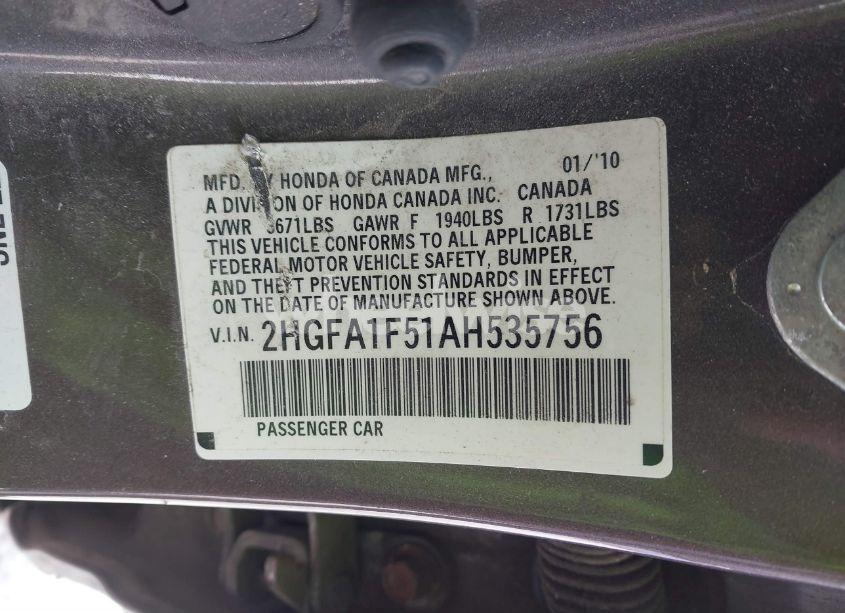 MFD. BY HONDA OF CANADA MFG., 01/'10
A DIVISION OF HONDA CANADA INC. CANADA
GVWR 3671LBS GAWR F 1940LBS R 1731LBS
THIS VEHICLE CONFORMS TO ALL APPLICABLE
FEDERAL MOTOR VEHICLE SAFETY, BUMPER,
AND THEFT PREVENTION STANDARDS IN EFFECT
ON THE DATE OF MANUFACTURE SHOWN ABOVE.
V.I.N. 2HGFA1F51AH535756
PASSENGER CAR